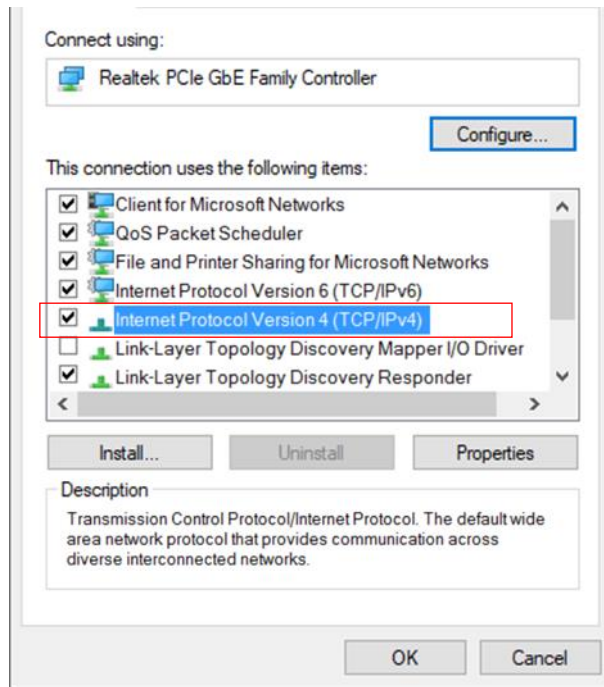 Connect using:
Realtek PCIe GbE Family Controller
Configure...
This connection uses the following items:
Client for Microsoft Networks
QoS Packet Scheduler
File and Printer Sharing for Microsoft Networks
Internet Protocol Version 6 (TCP/IPv6)
Internet Protocol Version 4 (TCP/IPv4)
Link-Layer Topology Discovery Mapper I/O Driver
Link-Layer Topology Discovery Responder
Install... Uninstall Properties
Description
Transmission Control Protocol/Internet Protocol. The default wide
area network protocol that provides communication across
diverse interconnected networks.
OK Cancel